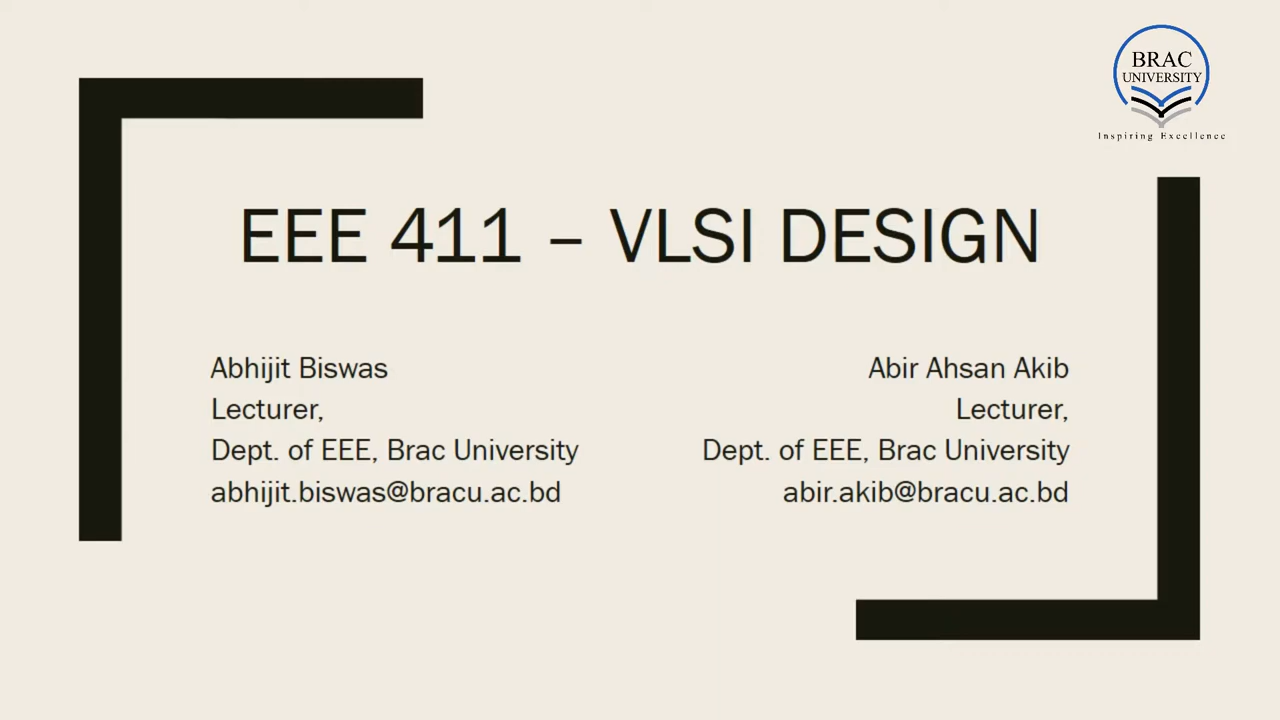 BRAC
UNIVERSITY
Inspiring Excellence
EEE 411 – VLSI DESIGN
Abhijit Biswas
Lecturer,
Dept. of EEE, Brac University
abhijit.biswas@bracu.ac.bd
Abir Ahsan Akib
Lecturer,
Dept. of EEE, Brac University
abir.akib@bracu.ac.bd